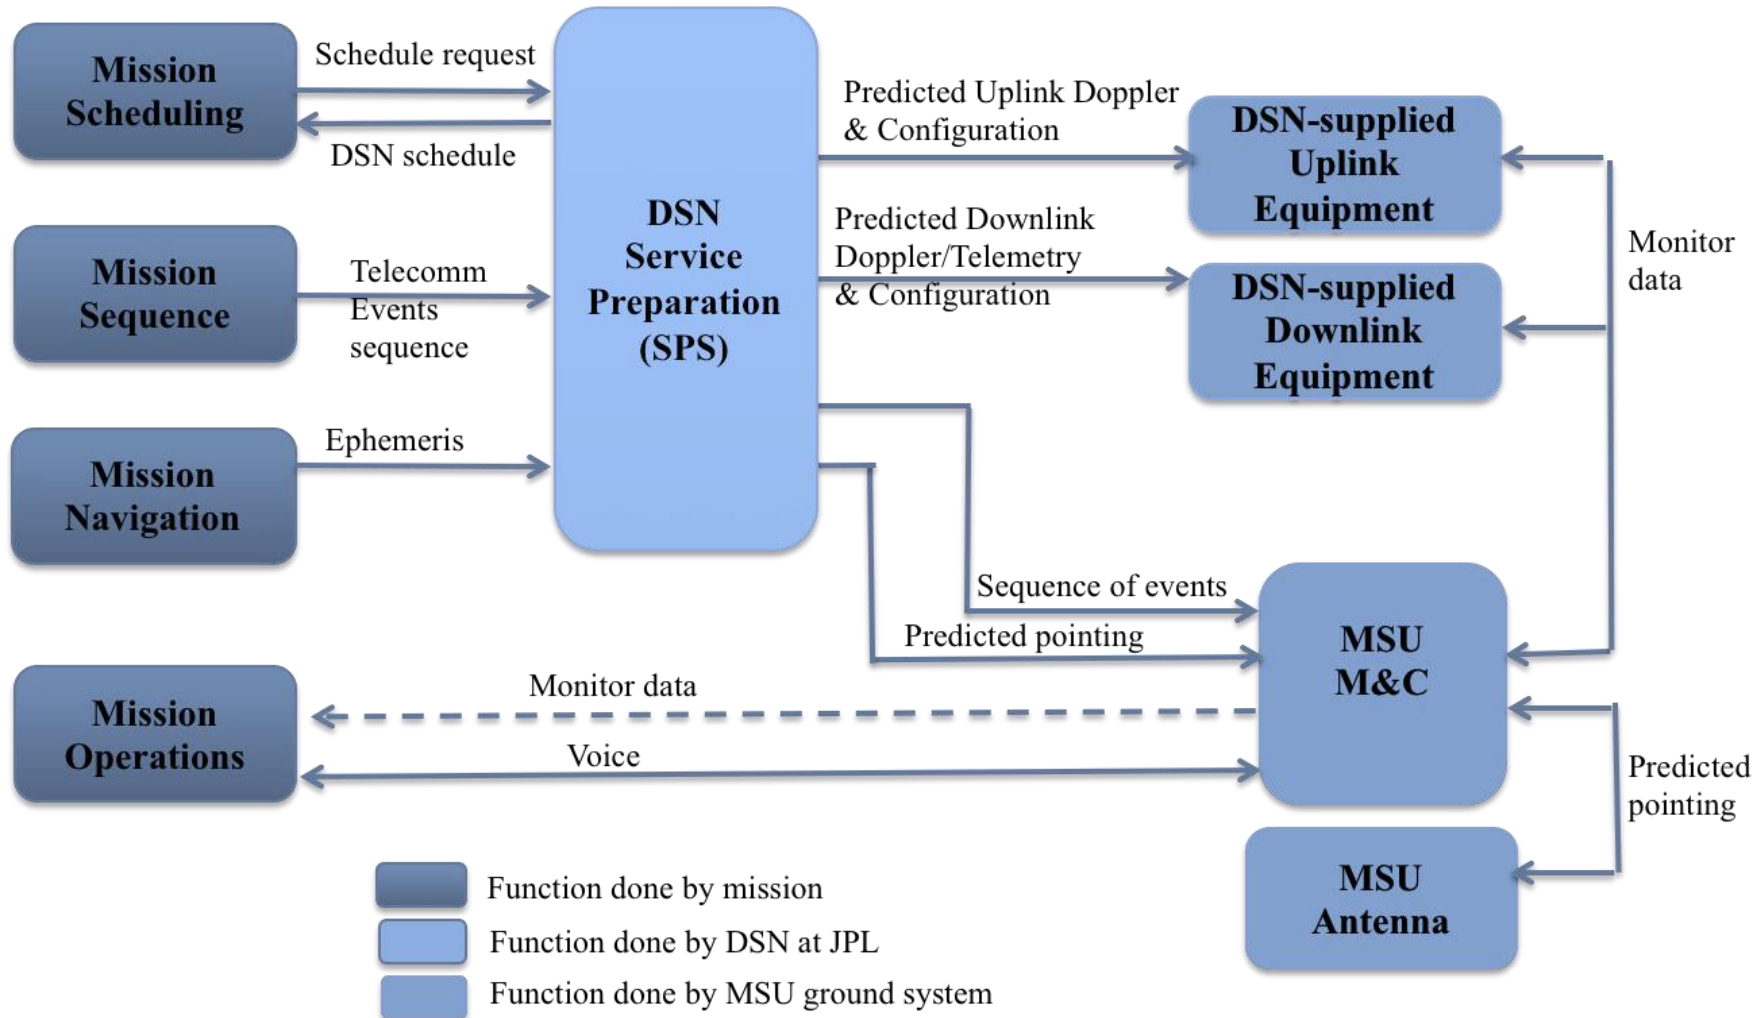 Mission
Scheduling
Schedule request
DSN schedule
Mission
Sequence
Telecomm
Events
sequence
Mission
Navigation
Ephemeris
DSN
Service
Preparation
(SPS)
Predicted Uplink Doppler
& Configuration
DSN-supplied
Uplink
Equipment
Predicted Downlink
Doppler/Telemetry
& Configuration
DSN-supplied
Downlink
Equipment
Monitor
data
Sequence of events
Predicted pointing
MSU
M&C
Mission
Operations
Monitor data
Voice
Predicted
pointing
MSU
Antenna
Function done by mission
Function done by DSN at JPL
Function done by MSU ground system